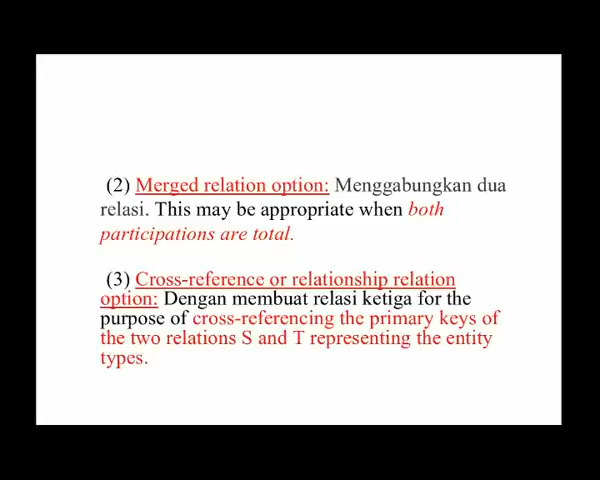 (2) Merged relation option: Menggabungkan dua
relasi. This may be appropriate when both
participations are total.
(3) Cross-reference or relationship relation
option: Dengan membuat relasi ketiga for the
purpose of cross-referencing the primary keys of
the two relations S and T representing the entity
types.